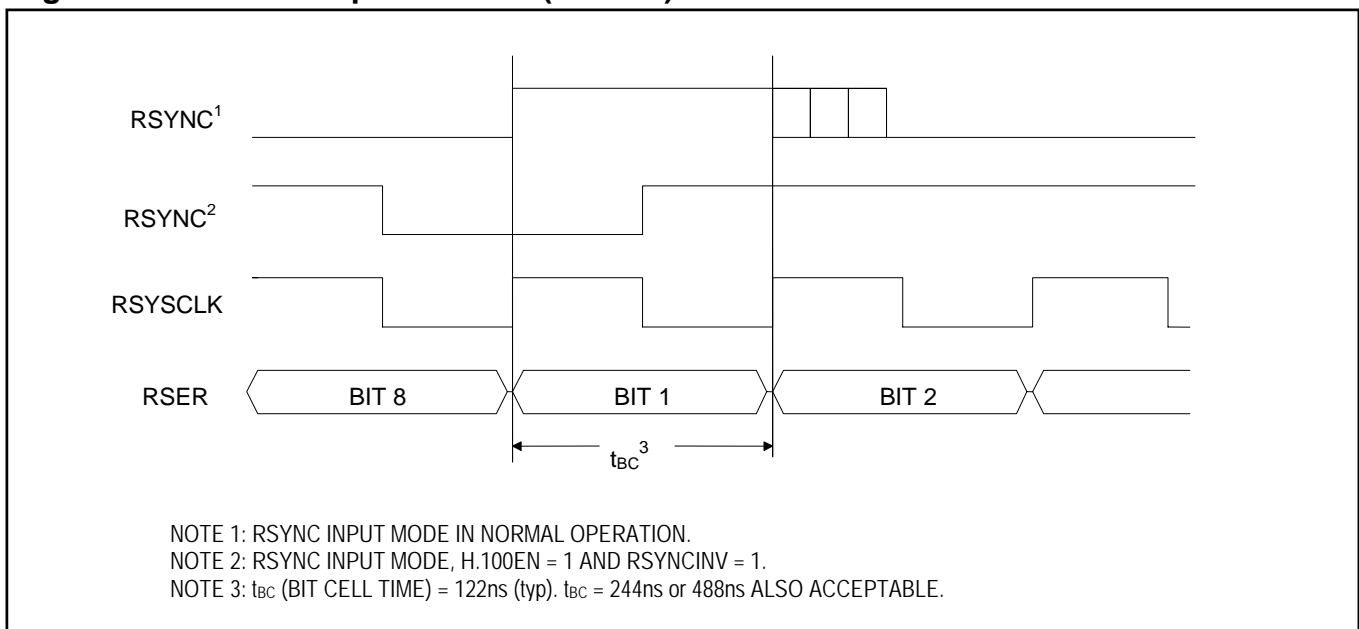 RSYNC1
RSYNC2
RSYSCLK
RSER BIT 8 BIT 1 BIT 2
tBC3
NOTE 1: RSYNC INPUT MODE IN NORMAL OPERATION.
NOTE 2: RSYNC INPUT MODE, H.100EN = 1 AND RSYNCINV = 1.
NOTE 3: tBC (BIT CELL TIME) = 122ns (typ). tBC = 244ns or 488ns ALSO ACCEPTABLE.